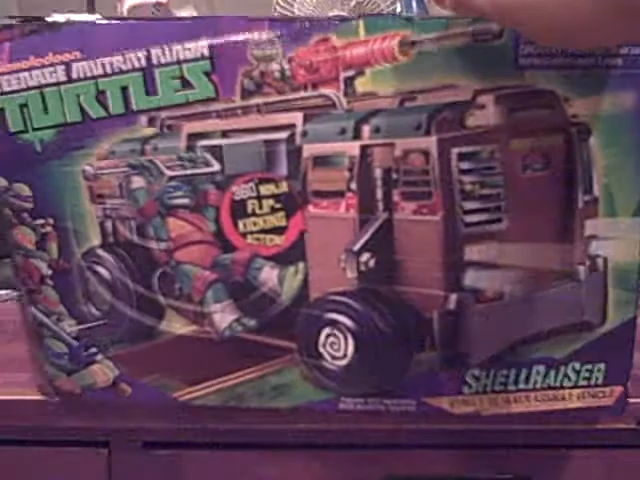 nickelodeon
TEENAGE MUTANT NINJA
TURTLES
360 NINJA
FLIP-
KICKING
ACTION!
SHELLRAISER